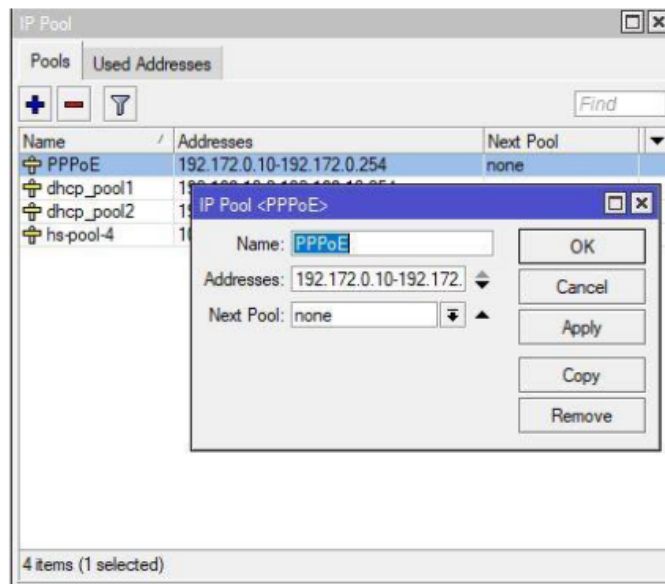 IP Pool
Pools Used Addresses
Find
Name Addresses Next Pool
PPPoE 192.172.0.10-192.172.0.254 none
dhcp_pool1
dhcp_pool2
hs-pool-4
IP Pool <PPPoE>
Name: PPPoE OK
Addresses: 192.172.0.10-192.172. Cancel
Next Pool: none Apply
Copy
Remove
4 items (1 selected)